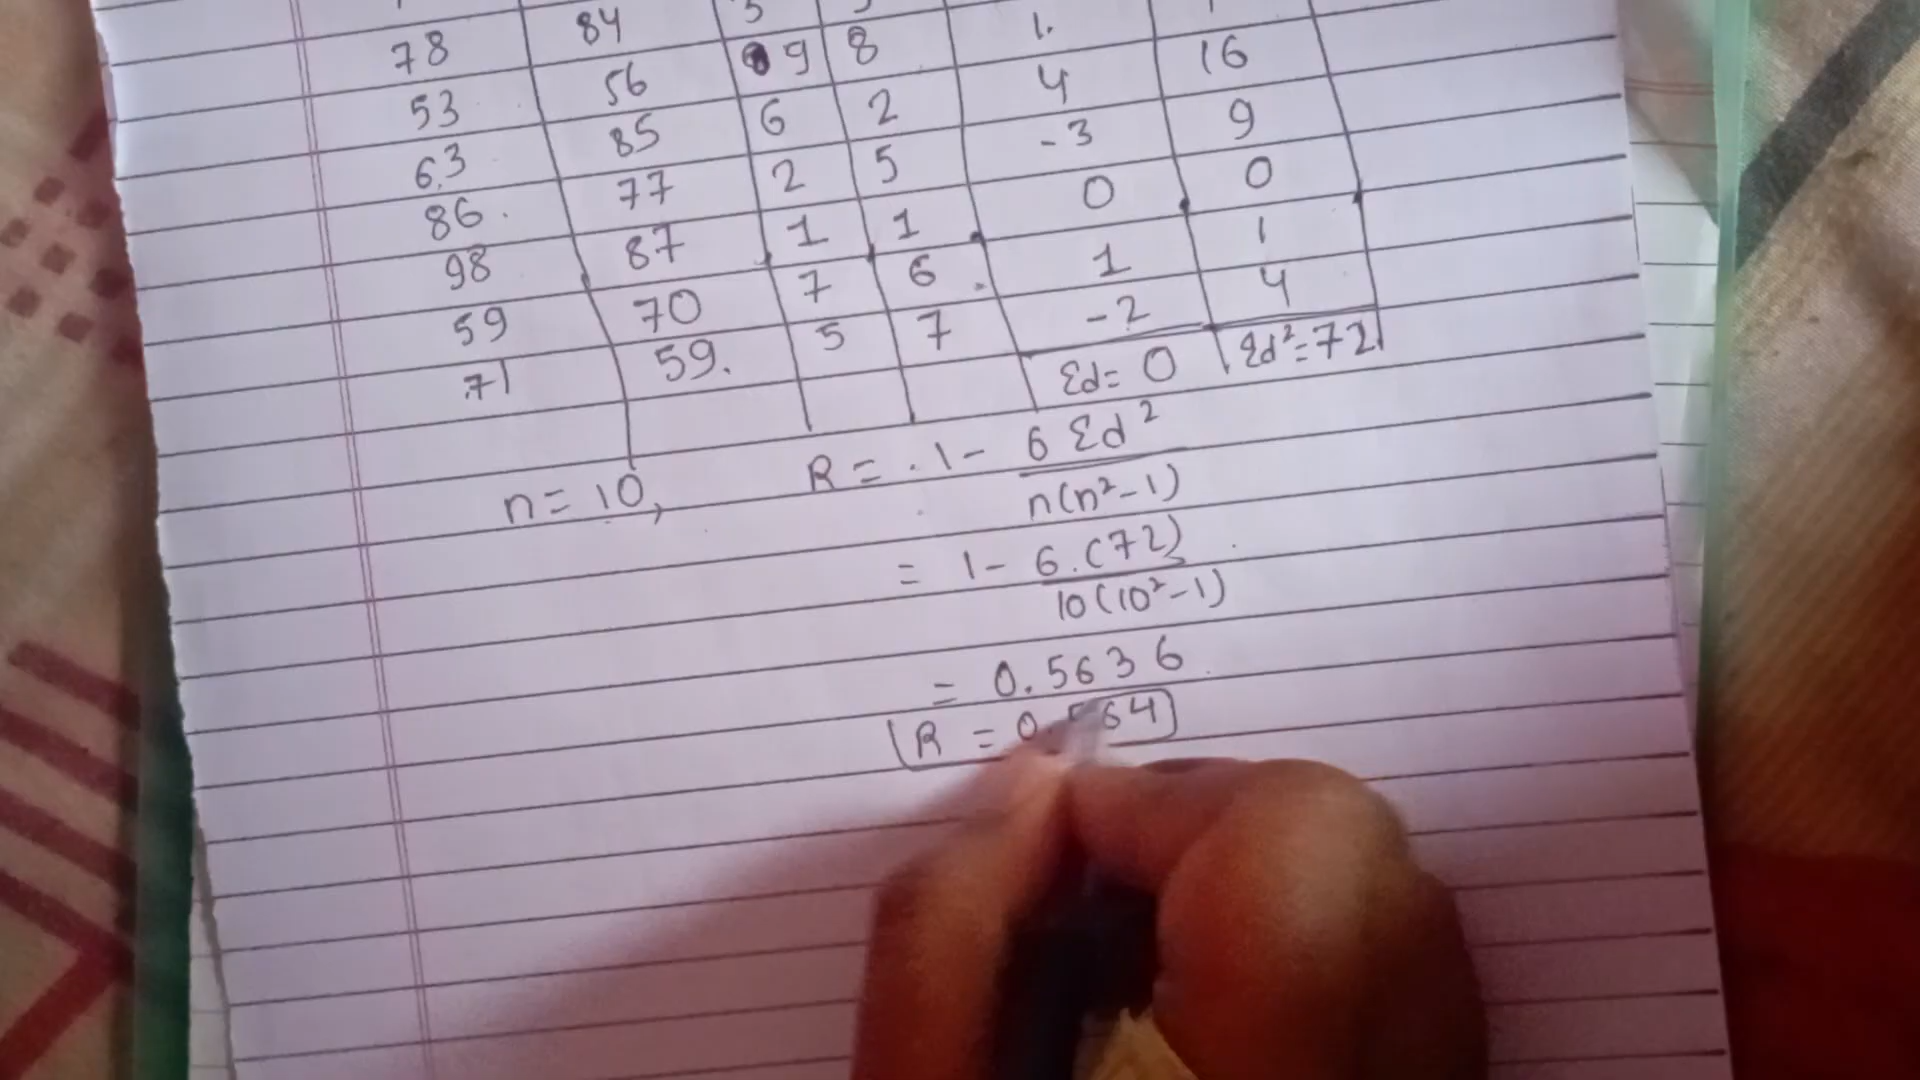 78 84 3 1.
53 56 9 8 4 16
63 85 6 2 -3 9
86 77 2 5 0 0
98 87 1 1 1 1
59 70 7 6 -2 4
71 59. 5 7 Σd= 0 Σd²=72
n=10, R = 1- 6Σd²
n(n²-1)
= 1- 6.(72)
10(10²-1)
= 0.5636
R = 0.564